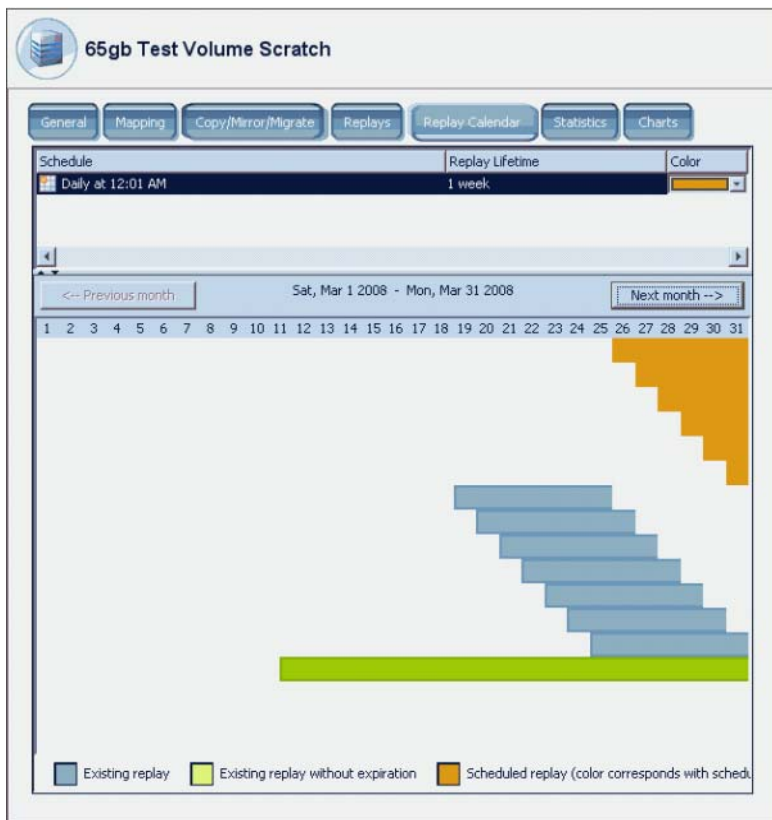 65gb Test Volume Scratch
General Mapping Copy/Mirror/Migrate Replays Replay Calendar Statistics Charts
Schedule Replay Lifetime Color
Daily at 12:01 AM 1 week
<-- Previous month Sat, Mar 1 2008 - Mon, Mar 31 2008 Next month -->
1 2 3 4 5 6 7 8 9 10 11 12 13 14 15 16 17 18 19 20 21 22 23 24 25 26 27 28 29 30 31
Existing replay Existing replay without expiration Scheduled replay (color corresponds with schedu